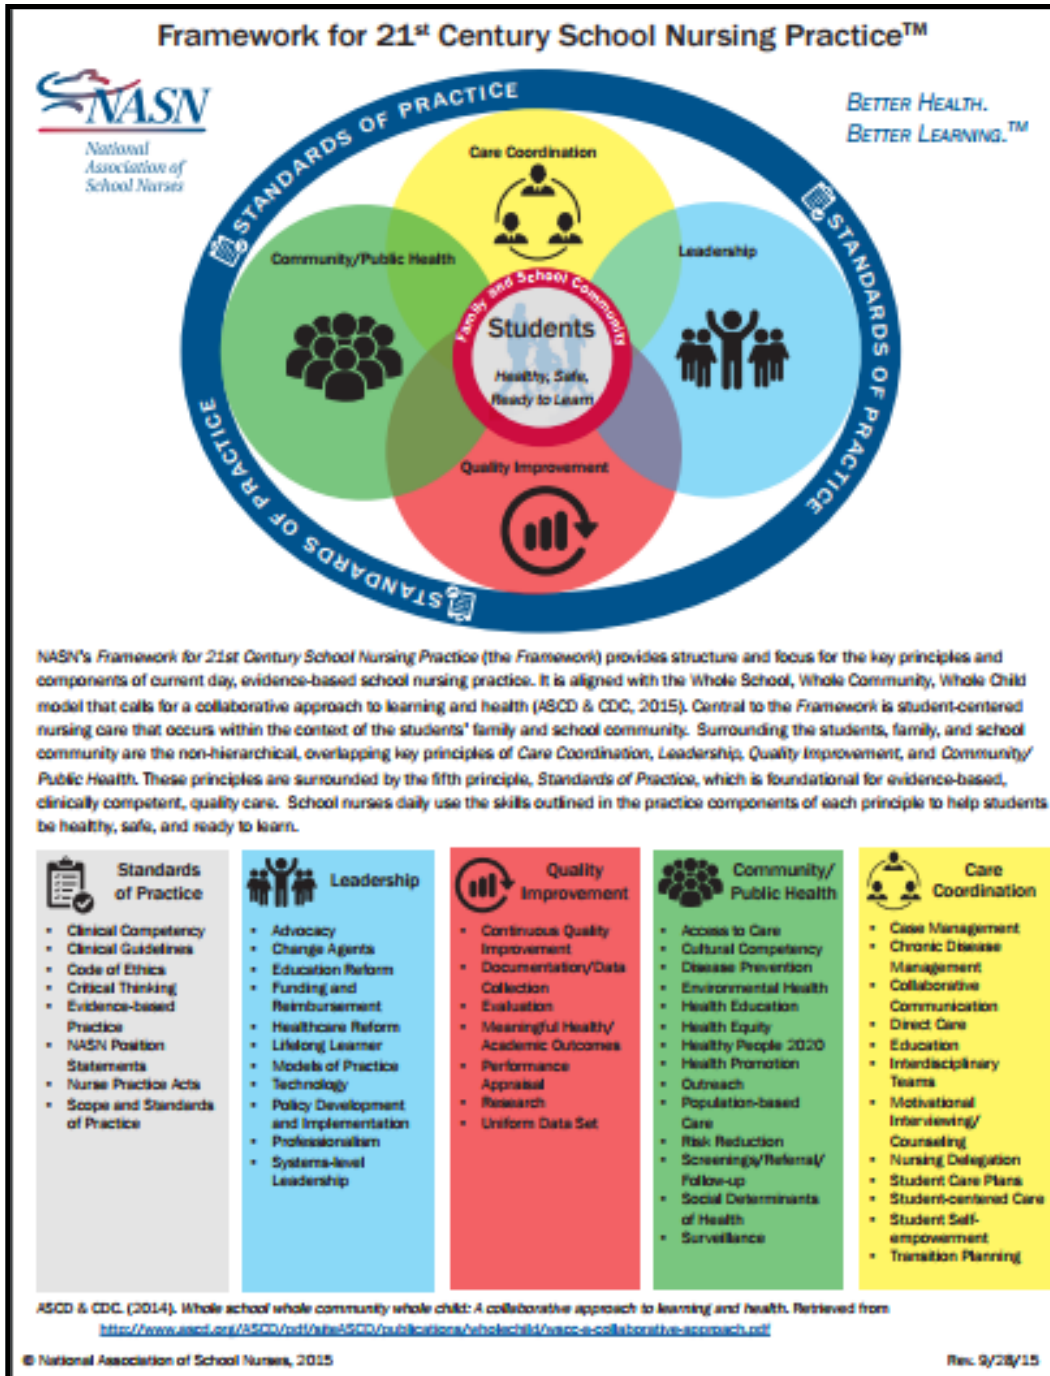 Framework for 21st Century School Nursing Practice™
NASN
National
Association of
School Nurses
BETTER HEALTH.
BETTER LEARNING.™
STANDARDS OF PRACTICE
STANDARDS OF PRACTICE
STANDARDS OF PRACTICE
Care Coordination
Community/Public Health
Leadership
Family and School Community
Students
Healthy, Safe,
Ready to Learn
Quality Improvement
NASN's Framework for 21st Century School Nursing Practice (the Framework) provides structure and focus for the key principles and
components of current day, evidence-based school nursing practice. It is aligned with the Whole School, Whole Community, Whole Child
model that calls for a collaborative approach to learning and health (ASCD & CDC, 2015). Central to the Framework is student-centered
nursing care that occurs within the context of the students' family and school community. Surrounding the students, family, and school
community are the non-hierarchical, overlapping key principles of Care Coordination, Leadership, Quality Improvement, and Community/
Public Health. These principles are surrounded by the fifth principle, Standards of Practice, which is foundational for evidence-based,
clinically competent, quality care. School nurses daily use the skills outlined in the practice components of each principle to help students
be healthy, safe, and ready to learn.
Standards
of Practice
▪ Clinical Competency
▪ Clinical Guidelines
▪ Code of Ethics
▪ Critical Thinking
▪ Evidence-based
Practice
▪ NASN Position
Statements
▪ Nurse Practice Acts
▪ Scope and Standards
of Practice
Leadership
▪ Advocacy
▪ Change Agents
▪ Education Reform
▪ Funding and
Reimbursement
▪ Healthcare Reform
▪ Lifelong Learner
▪ Models of Practice
▪ Technology
▪ Policy Development
and Implementation
▪ Professionalism
▪ Systems-level
Leadership
Quality
Improvement
▪ Continuous Quality
Improvement
▪ Documentation/Data
Collection
▪ Evaluation
▪ Meaningful Health/
Academic Outcomes
▪ Performance
Appraisal
▪ Research
▪ Uniform Data Set
Community/
Public Health
▪ Access to Care
▪ Cultural Competency
▪ Disease Prevention
▪ Environmental Health
▪ Health Education
▪ Health Equity
▪ Healthy People 2020
▪ Health Promotion
▪ Outreach
▪ Population-based
Care
▪ Risk Reduction
▪ Screenings/Referral/
Follow-up
▪ Social Determinants
of Health
▪ Surveillance
Care
Coordination
▪ Case Management
▪ Chronic Disease
Management
▪ Collaborative
Communication
▪ Direct Care
▪ Education
▪ Interdisciplinary
Teams
▪ Motivational
Interviewing/
Counseling
▪ Nursing Delegation
▪ Student Care Plans
▪ Student-centered Care
▪ Student Self-
empowerment
▪ Transition Planning
ASCD & CDC. (2014). Whole school whole community whole child: A collaborative approach to learning and health. Retrieved from
http://www.ascd.org/ASCD/pdf/siteASCD/publications/wholechild/wscc-a-collaborative-approach.pdf
© National Association of School Nurses, 2015
Rev. 9/28/15